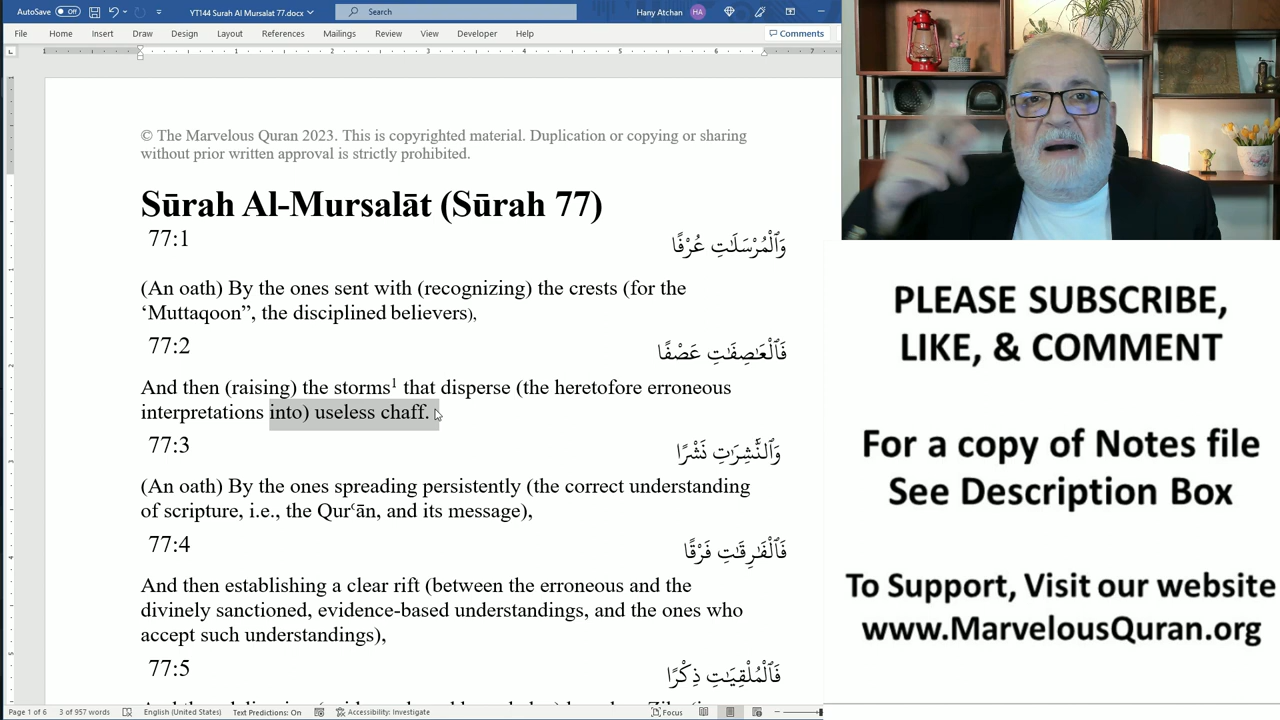 AutoSave Off YT144 Surah Al Mursalat 77.docx Search Hany Atchan HA
File Home Insert Draw Design Layout References Mailings Review View Developer Help Comments
© The Marvelous Quran 2023. This is copyrighted material. Duplication or copying or sharing
without prior written approval is strictly prohibited.
Sūrah Al-Mursalāt (Sūrah 77)
77:1 وَٱلْمُرْسَلَـٰتِ عُرْفًا
(An oath) By the ones sent with (recognizing) the crests (for the
‘Muttaqoon”, the disciplined believers),
77:2 فَٱلْعَـٰصِفَـٰتِ عَصْفًا
And then (raising) the storms¹ that disperse (the heretofore erroneous
interpretations into) useless chaff.
77:3 وَٱلنَّـٰشِرَٰتِ نَشْرًا
(An oath) By the ones spreading persistently (the correct understanding
of scripture, i.e., the Qurʿān, and its message),
77:4 فَٱلْفَـٰرِقَـٰتِ فَرْقًا
And then establishing a clear rift (between the erroneous and the
divinely sanctioned, evidence-based understandings, and the ones who
accept such understandings),
77:5 فَٱلْمُلْقِيَـٰتِ ذِكْرًا
Page 1 of 6 3 of 957 words English (United States) Text Predictions: On Accessibility: Investigate Focus
PLEASE SUBSCRIBE,
LIKE, & COMMENT
For a copy of Notes file
See Description Box
To Support, Visit our website
www.MarvelousQuran.org